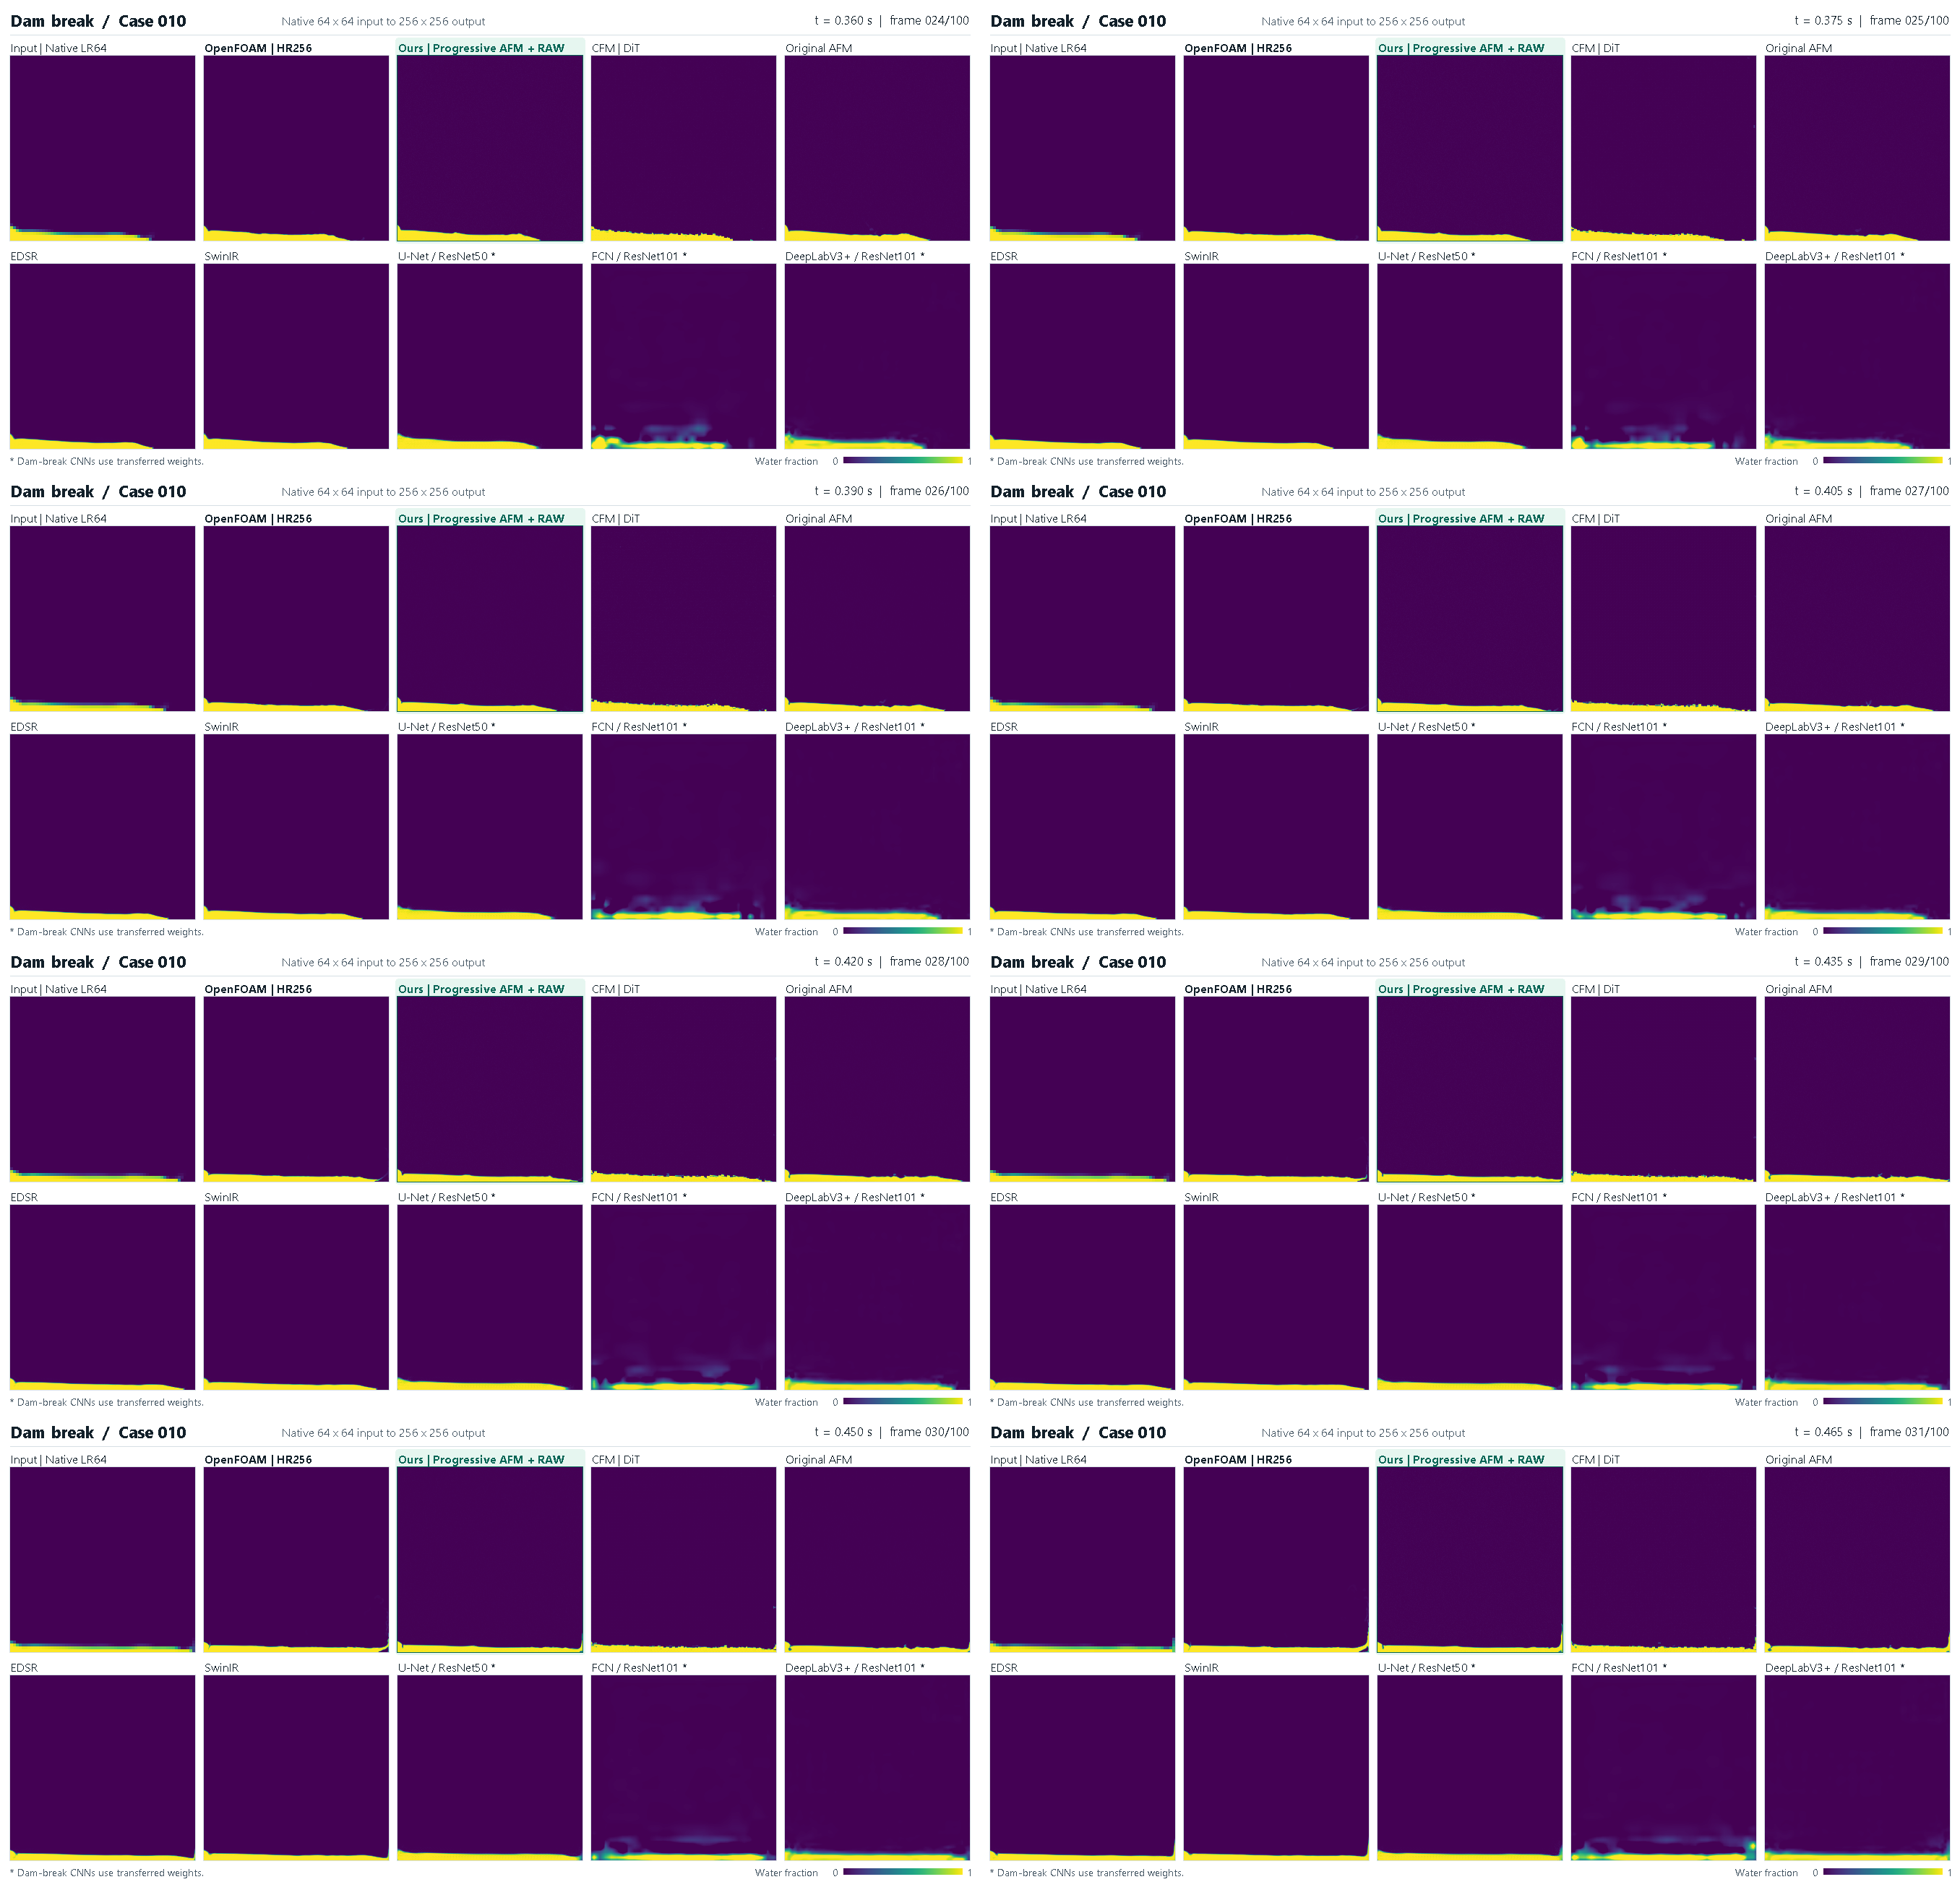 Dam break / Case 010 Native 64 x 64 input to 256 x 256 output t = 0.360 s | frame 024/100
Input | Native LR64 OpenFOAM | HR256 Ours | Progressive AFM + RAW CFM | DiT Original AFM
EDSR SwinIR U-Net / ResNet50 * FCN / ResNet101 * DeepLabV3+ / ResNet101 *
* Dam-break CNNs use transferred weights. Water fraction 0 1
Dam break / Case 010 Native 64 x 64 input to 256 x 256 output t = 0.375 s | frame 025/100
Input | Native LR64 OpenFOAM | HR256 Ours | Progressive AFM + RAW CFM | DiT Original AFM
EDSR SwinIR U-Net / ResNet50 * FCN / ResNet101 * DeepLabV3+ / ResNet101 *
* Dam-break CNNs use transferred weights. Water fraction 0 1
Dam break / Case 010 Native 64 x 64 input to 256 x 256 output t = 0.390 s | frame 026/100
Input | Native LR64 OpenFOAM | HR256 Ours | Progressive AFM + RAW CFM | DiT Original AFM
EDSR SwinIR U-Net / ResNet50 * FCN / ResNet101 * DeepLabV3+ / ResNet101 *
* Dam-break CNNs use transferred weights. Water fraction 0 1
Dam break / Case 010 Native 64 x 64 input to 256 x 256 output t = 0.405 s | frame 027/100
Input | Native LR64 OpenFOAM | HR256 Ours | Progressive AFM + RAW CFM | DiT Original AFM
EDSR SwinIR U-Net / ResNet50 * FCN / ResNet101 * DeepLabV3+ / ResNet101 *
* Dam-break CNNs use transferred weights. Water fraction 0 1
Dam break / Case 010 Native 64 x 64 input to 256 x 256 output t = 0.420 s | frame 028/100
Input | Native LR64 OpenFOAM | HR256 Ours | Progressive AFM + RAW CFM | DiT Original AFM
EDSR SwinIR U-Net / ResNet50 * FCN / ResNet101 * DeepLabV3+ / ResNet101 *
* Dam-break CNNs use transferred weights. Water fraction 0 1
Dam break / Case 010 Native 64 x 64 input to 256 x 256 output t = 0.435 s | frame 029/100
Input | Native LR64 OpenFOAM | HR256 Ours | Progressive AFM + RAW CFM | DiT Original AFM
EDSR SwinIR U-Net / ResNet50 * FCN / ResNet101 * DeepLabV3+ / ResNet101 *
* Dam-break CNNs use transferred weights. Water fraction 0 1
Dam break / Case 010 Native 64 x 64 input to 256 x 256 output t = 0.450 s | frame 030/100
Input | Native LR64 OpenFOAM | HR256 Ours | Progressive AFM + RAW CFM | DiT Original AFM
EDSR SwinIR U-Net / ResNet50 * FCN / ResNet101 * DeepLabV3+ / ResNet101 *
* Dam-break CNNs use transferred weights. Water fraction 0 1
Dam break / Case 010 Native 64 x 64 input to 256 x 256 output t = 0.465 s | frame 031/100
Input | Native LR64 OpenFOAM | HR256 Ours | Progressive AFM + RAW CFM | DiT Original AFM
EDSR SwinIR U-Net / ResNet50 * FCN / ResNet101 * DeepLabV3+ / ResNet101 *
* Dam-break CNNs use transferred weights. Water fraction 0 1